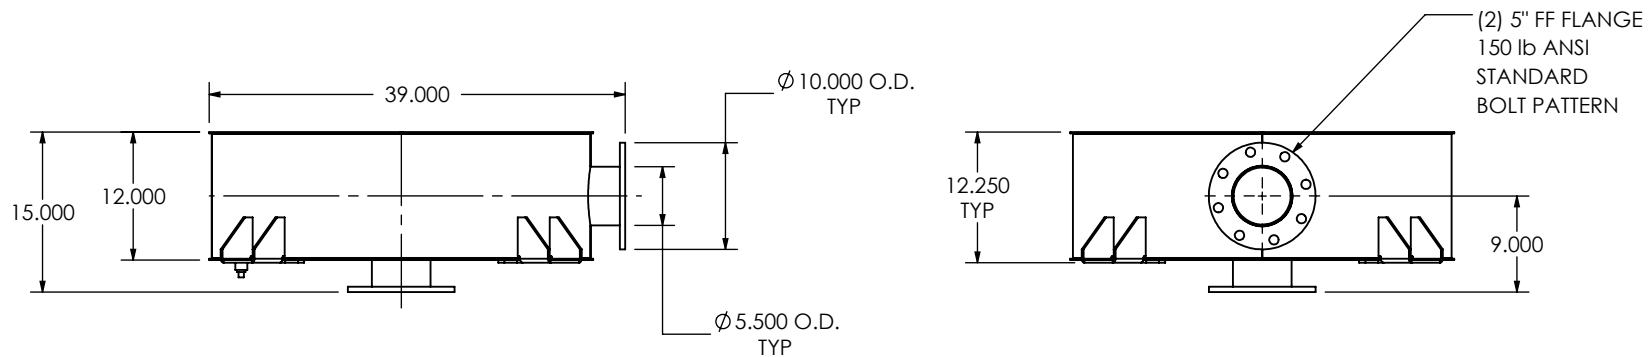 39.000
Ø 10.000 O.D.
TYP
15.000
12.000
Ø 5.500 O.D.
TYP
(2) 5" FF FLANGE
150 lb ANSI
STANDARD
BOLT PATTERN
12.250
TYP
9.000